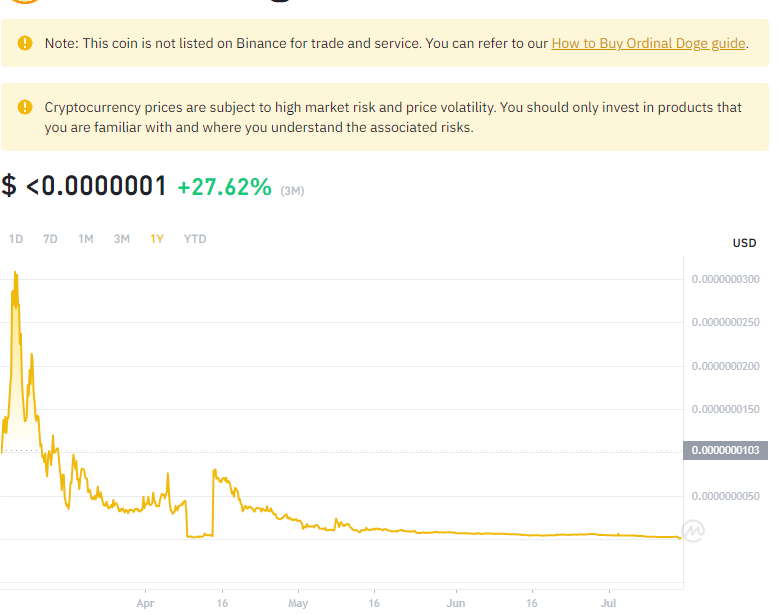 Note: This coin is not listed on Binance for trade and service. You can refer to our How to Buy Ordinal Doge guide.
Cryptocurrency prices are subject to high market risk and price volatility. You should only invest in products that
you are familiar with and where you understand the associated risks.
$ <0.0000001 +27.62% (3M)
1D 7D 1M 3M 1Y YTD
USD
0.0000000300
0.0000000250
0.0000000200
0.0000000150
0.0000000103
0.0000000050
Apr 16 May 16 Jun 16 Jul